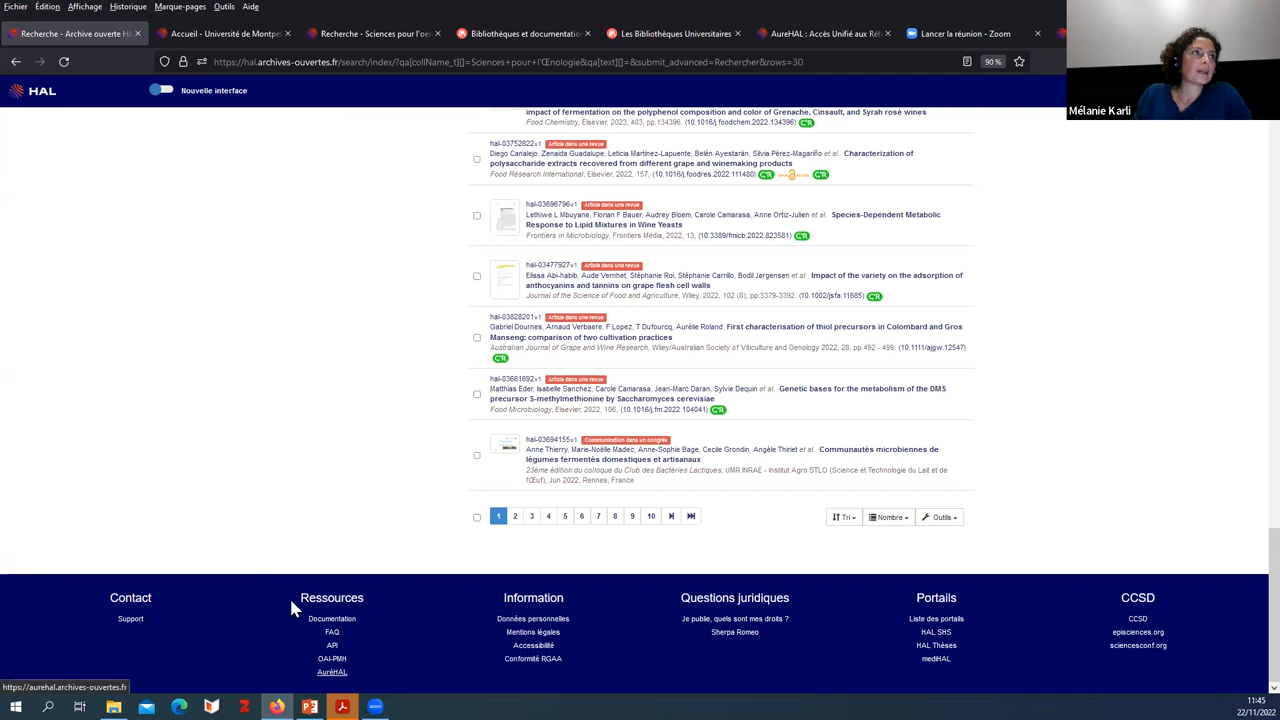 Fichier Édition Affichage Historique Marque-pages Outils Aide
Recherche - Archive ouverte HA
Accueil - Université de Montpel
Recherche - Sciences pour l'oen
Bibliothèques et documentation
Les Bibliothèques Universitaires
AureHAL : Accès Unifié aux Réf
Lancer la réunion - Zoom
https://hal.archives-ouvertes.fr/search/index/?qa[collName_t][]=Sciences+pour+l'Œnologie&qa[text][]=&submit_advanced=Rechercher&rows=30
90 %
HAL
Nouvelle interface
Mélanie Karli
impact of fermentation on the polyphenol composition and color of Grenache, Cinsault, and Syrah rosé wines
Food Chemistry, Elsevier, 2023, 403, pp.134396. ⟨10.1016/j.foodchem.2022.134396⟩
hal-03752822v1 Article dans une revue
Diego Canalejo, Zenaida Guadalupe, Leticia Martínez-Lapuente, Belén Ayestarán, Silvia Pérez-Magariño et al. Characterization of
polysaccharide extracts recovered from different grape and winemaking products
Food Research International, Elsevier, 2022, 157, ⟨10.1016/j.foodres.2022.111480⟩
hal-03696796v1 Article dans une revue
Lethiwe L Mbuyane, Florian F Bauer, Audrey Bloem, Carole Camarasa, Anne Ortiz-Julien et al. Species-Dependent Metabolic
Response to Lipid Mixtures in Wine Yeasts
Frontiers in Microbiology, Frontiers Media, 2022, 13, ⟨10.3389/fmicb.2022.823581⟩
hal-03477927v1 Article dans une revue
Elissa Abi-habib, Aude Vernhet, Stéphanie Roi, Stéphanie Carrillo, Bodil Jørgensen et al. Impact of the variety on the adsorption of
anthocyanins and tannins on grape flesh cell walls
Journal of the Science of Food and Agriculture, Wiley, 2022, 102 (8), pp.3379-3392. ⟨10.1002/jsfa.11685⟩
hal-03828201v1 Article dans une revue
Gabriel Dournes, Arnaud Verbaere, F Lopez, T Dufourcq, Aurélie Roland. First characterisation of thiol precursors in Colombard and Gros
Manseng: comparison of two cultivation practices
Australian Journal of Grape and Wine Research, Wiley/Australian Society of Viticulture and Oenology 2022, 28, pp.492 - 499. ⟨10.1111/ajgw.12547⟩
hal-03661692v1 Article dans une revue
Matthias Eder, Isabelle Sanchez, Carole Camarasa, Jean-Marc Daran, Sylvie Dequin et al. Genetic bases for the metabolism of the DMS
precursor S-methylmethionine by Saccharomyces cerevisiae
Food Microbiology, Elsevier, 2022, 106, ⟨10.1016/j.fm.2022.104041⟩
hal-03694155v1 Communication dans un congrès
Anne Thierry, Marie-Noëlle Madec, Anne-Sophie Bage, Cecile Grondin, Angèle Thiriet et al. Communautés microbiennes de
légumes fermentés domestiques et artisanaux
23ème édition du colloque du Club des Bactéries Lactiques, UMR INRAE - Institut Agro STLO (Science et Technologie du Lait et de
l'Œuf), Jun 2022, Rennes, France
1 2 3 4 5 6 7 8 9 10
Tri Nombre Outils
Contact Ressources Information Questions juridiques Portails CCSD
Support Documentation Données personnelles Je publie, quels sont mes droits ? Liste des portails CCSD
FAQ Mentions légales Sherpa Romeo HAL SHS episciences.org
API Accessibilité HAL Thèses sciencesconf.org
OAI-PMH Conformité RGAA mediHAL
AuréHAL
https://aurehal.archives-ouvertes.fr
11:45
22/11/2022